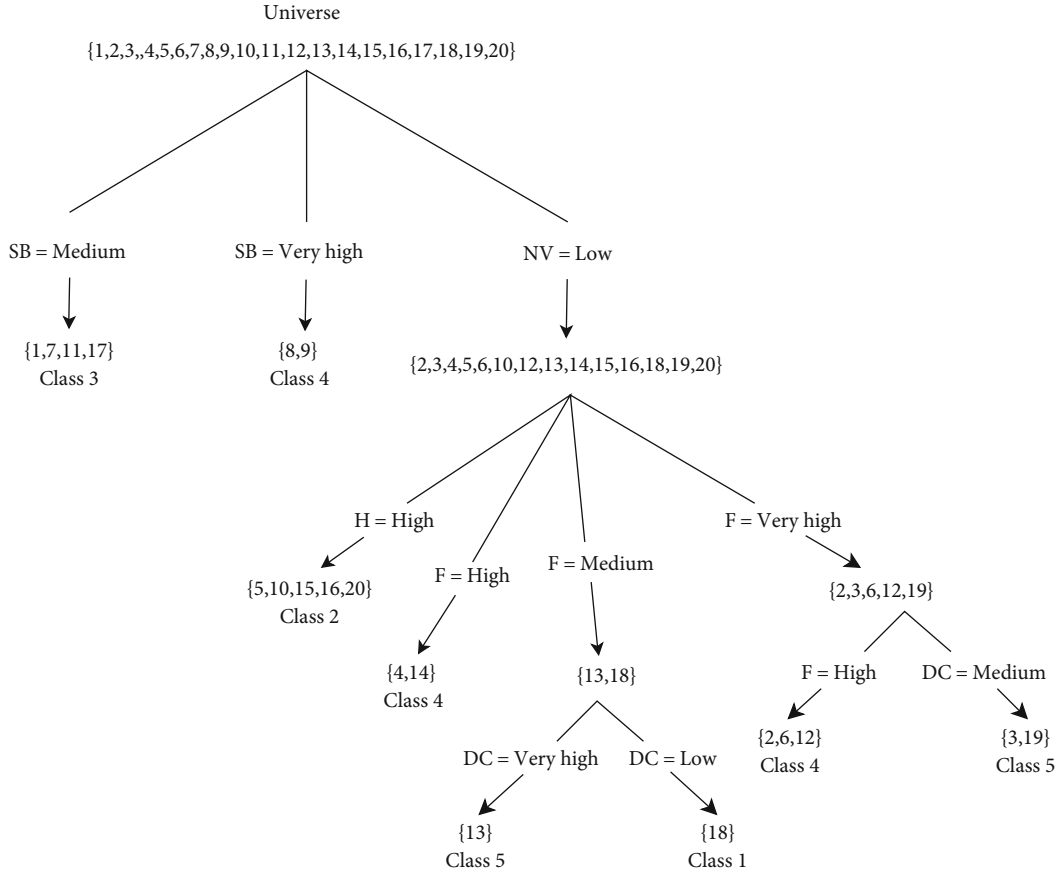 Universe
{1,2,3,,4,5,6,7,8,9,10,11,12,13,14,15,16,17,18,19,20}
SB = Medium
SB = Very high
NV = Low
{1,7,11,17}
Class 3
{8,9}
Class 4
{2,3,4,5,6,10,12,13,14,15,16,18,19,20}
H = High
F = High
F = Medium
F = Very high
{5,10,15,16,20}
Class 2
{4,14}
Class 4
{13,18}
{2,3,6,12,19}
F = High
DC = Medium
{2,6,12}
Class 4
{3,19}
Class 5
DC = Very high
DC = Low
{13}
Class 5
{18}
Class 1